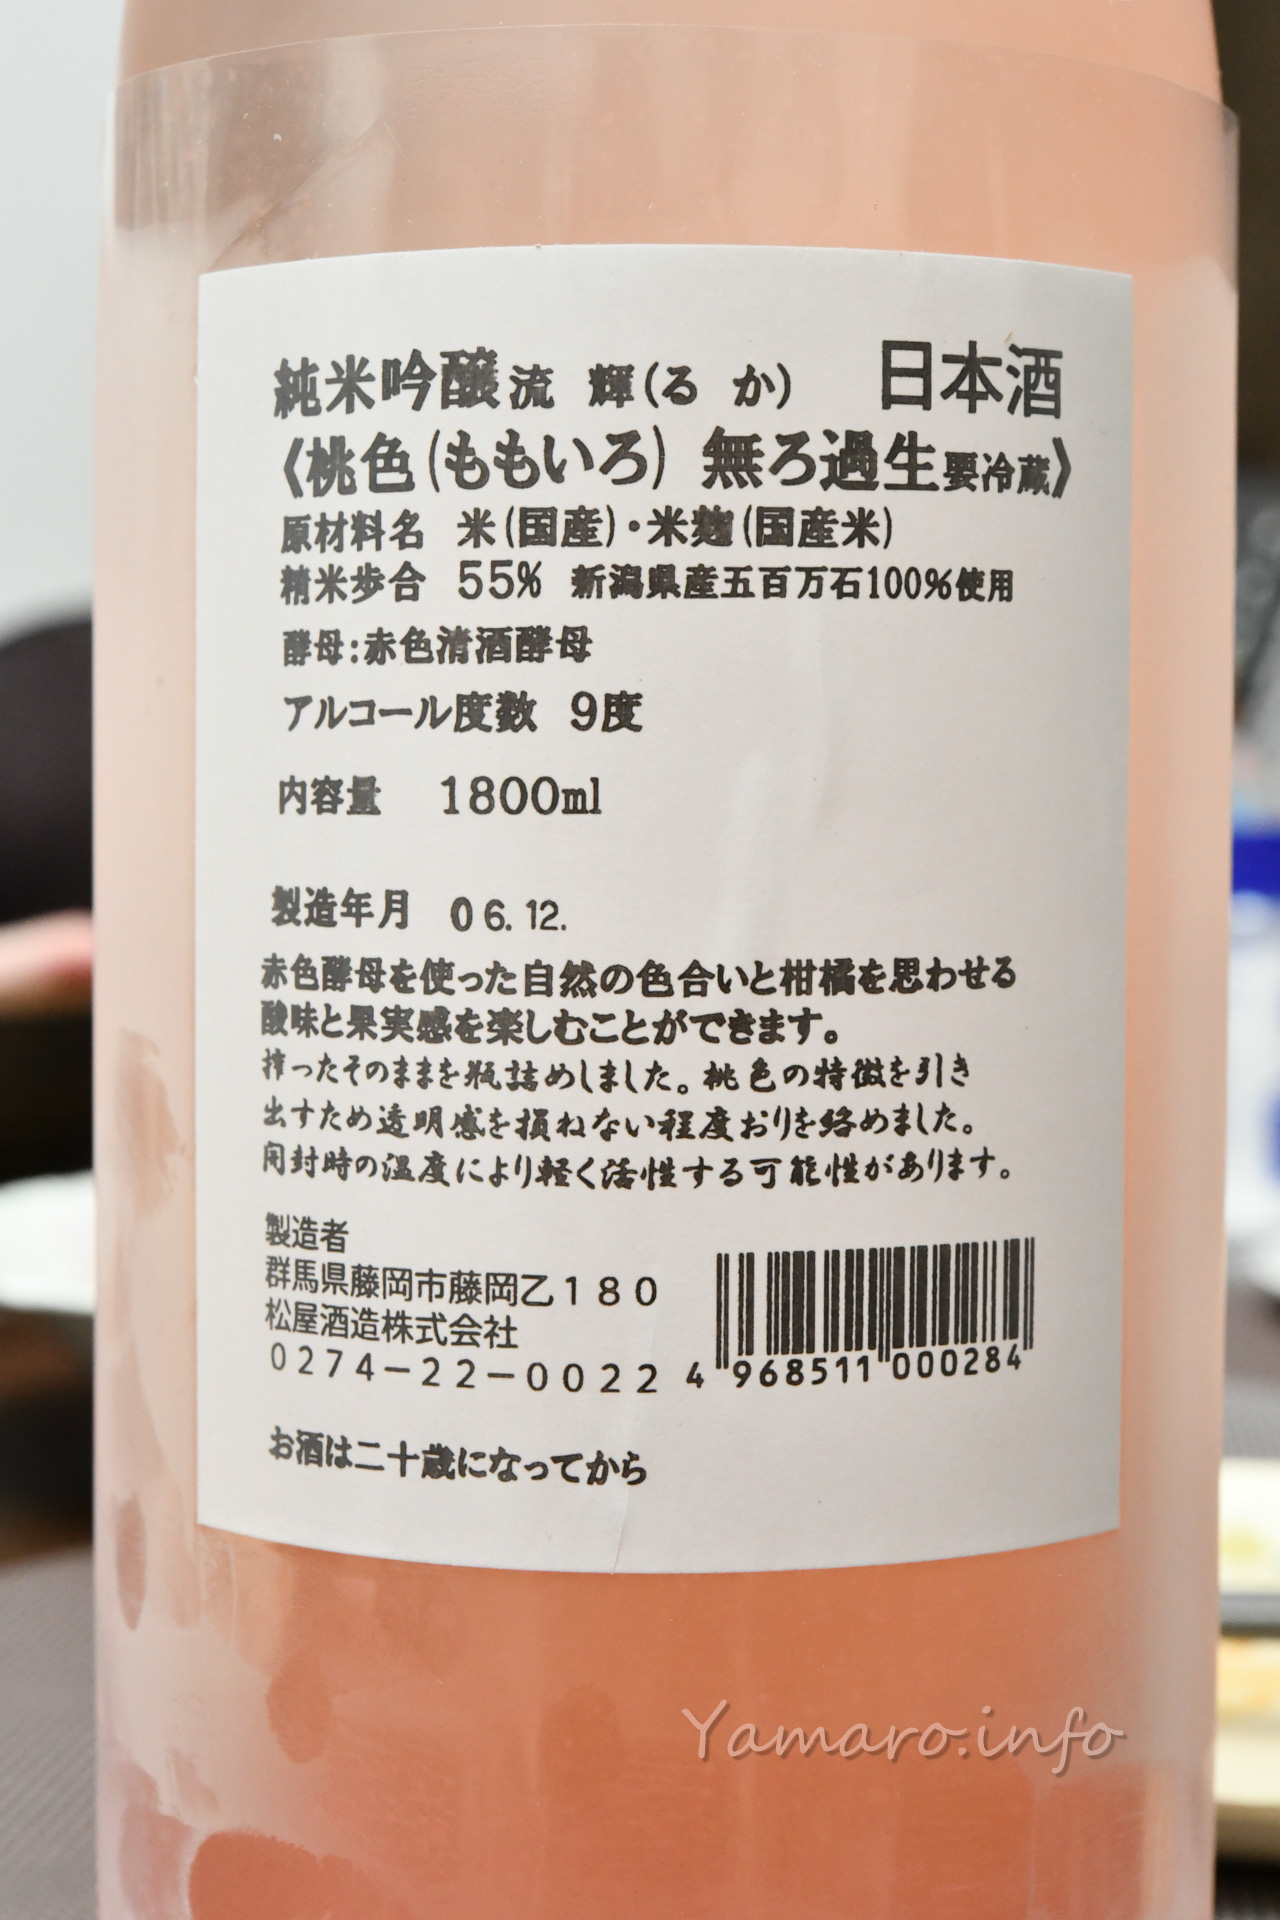 純米吟醸 流 輝(る か) 日本酒
《桃色(ももいろ) 無ろ過生 要冷蔵》
原材料名 米(国産)・米麹(国産米)
精米歩合 55% 新潟県産五百万石100%使用
酵母:赤色清酒酵母
アルコール度数 9度
内容量 1800ml
製造年月 06.12.
赤色酵母を使った自然の色合いと柑橘を思わせる
酸味と果実感を楽しむことができます。
搾ったそのままを瓶詰めしました。桃色の特徴を引き
出すため透明感を損ねない程度おりを絡めました。
開封時の温度により軽く活性する可能性があります。
製造者
群馬県藤岡市藤岡乙180
松屋酒造株式会社
0274-22-0022
4 968511 000284
お酒は二十歳になってから
Yamaro.info